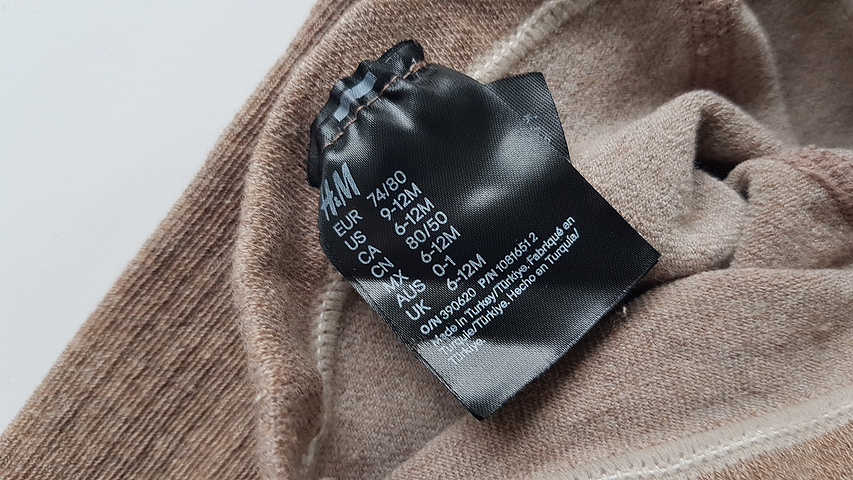 H&M
EUR 74/80
US 9-12M
CA 6-12M
CN 80/50
MX 6-12M
AUS 0-1
UK 6-12M
O/N 390620 P/N 1081651 2
Made in Turkey/Türkiye. Fabriqué en
Turquie/Türkiye. Hecho en Turquía/
Türkiye.